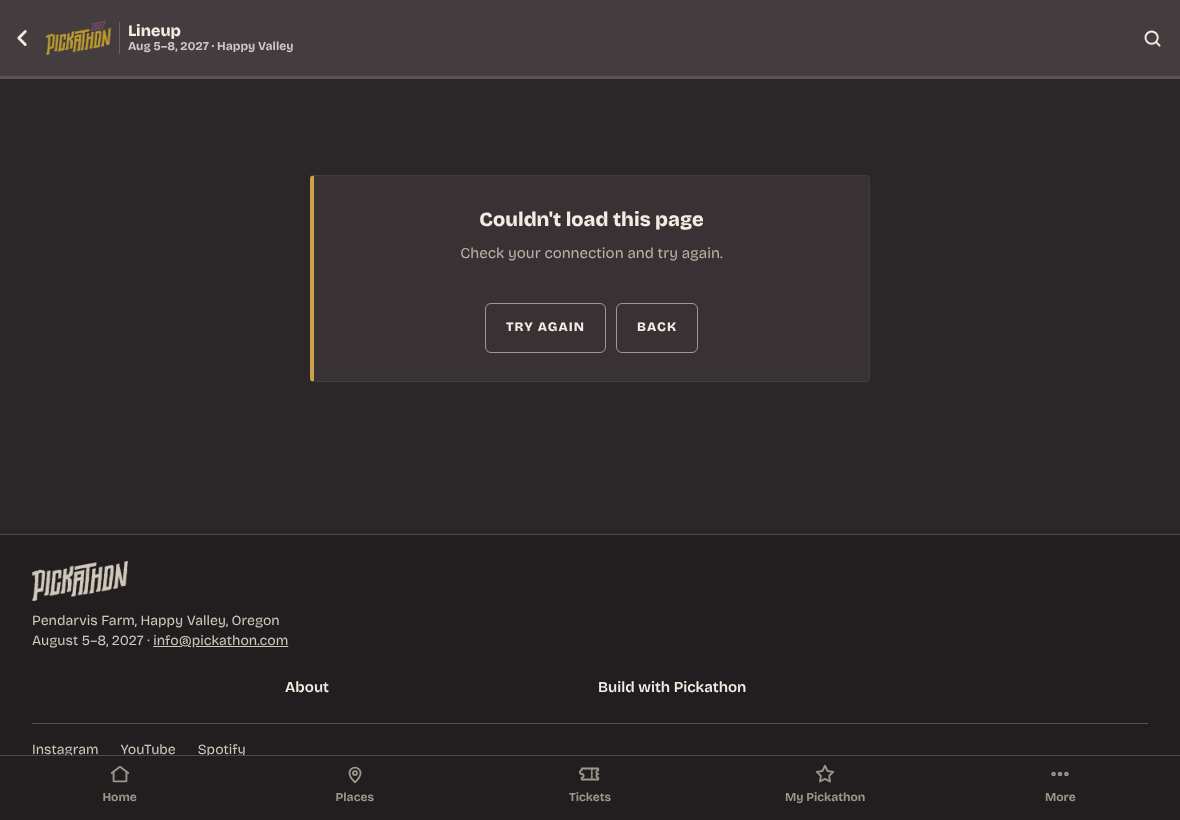 PICKATHON
Lineup
Aug 5–8, 2027 · Happy Valley
Couldn't load this page
Check your connection and try again.
TRY AGAIN
BACK
PICKATHON
Pendarvis Farm, Happy Valley, Oregon
August 5–8, 2027 · info@pickathon.com
About
Build with Pickathon
Instagram
YouTube
Spotify
Home
Places
Tickets
My Pickathon
More